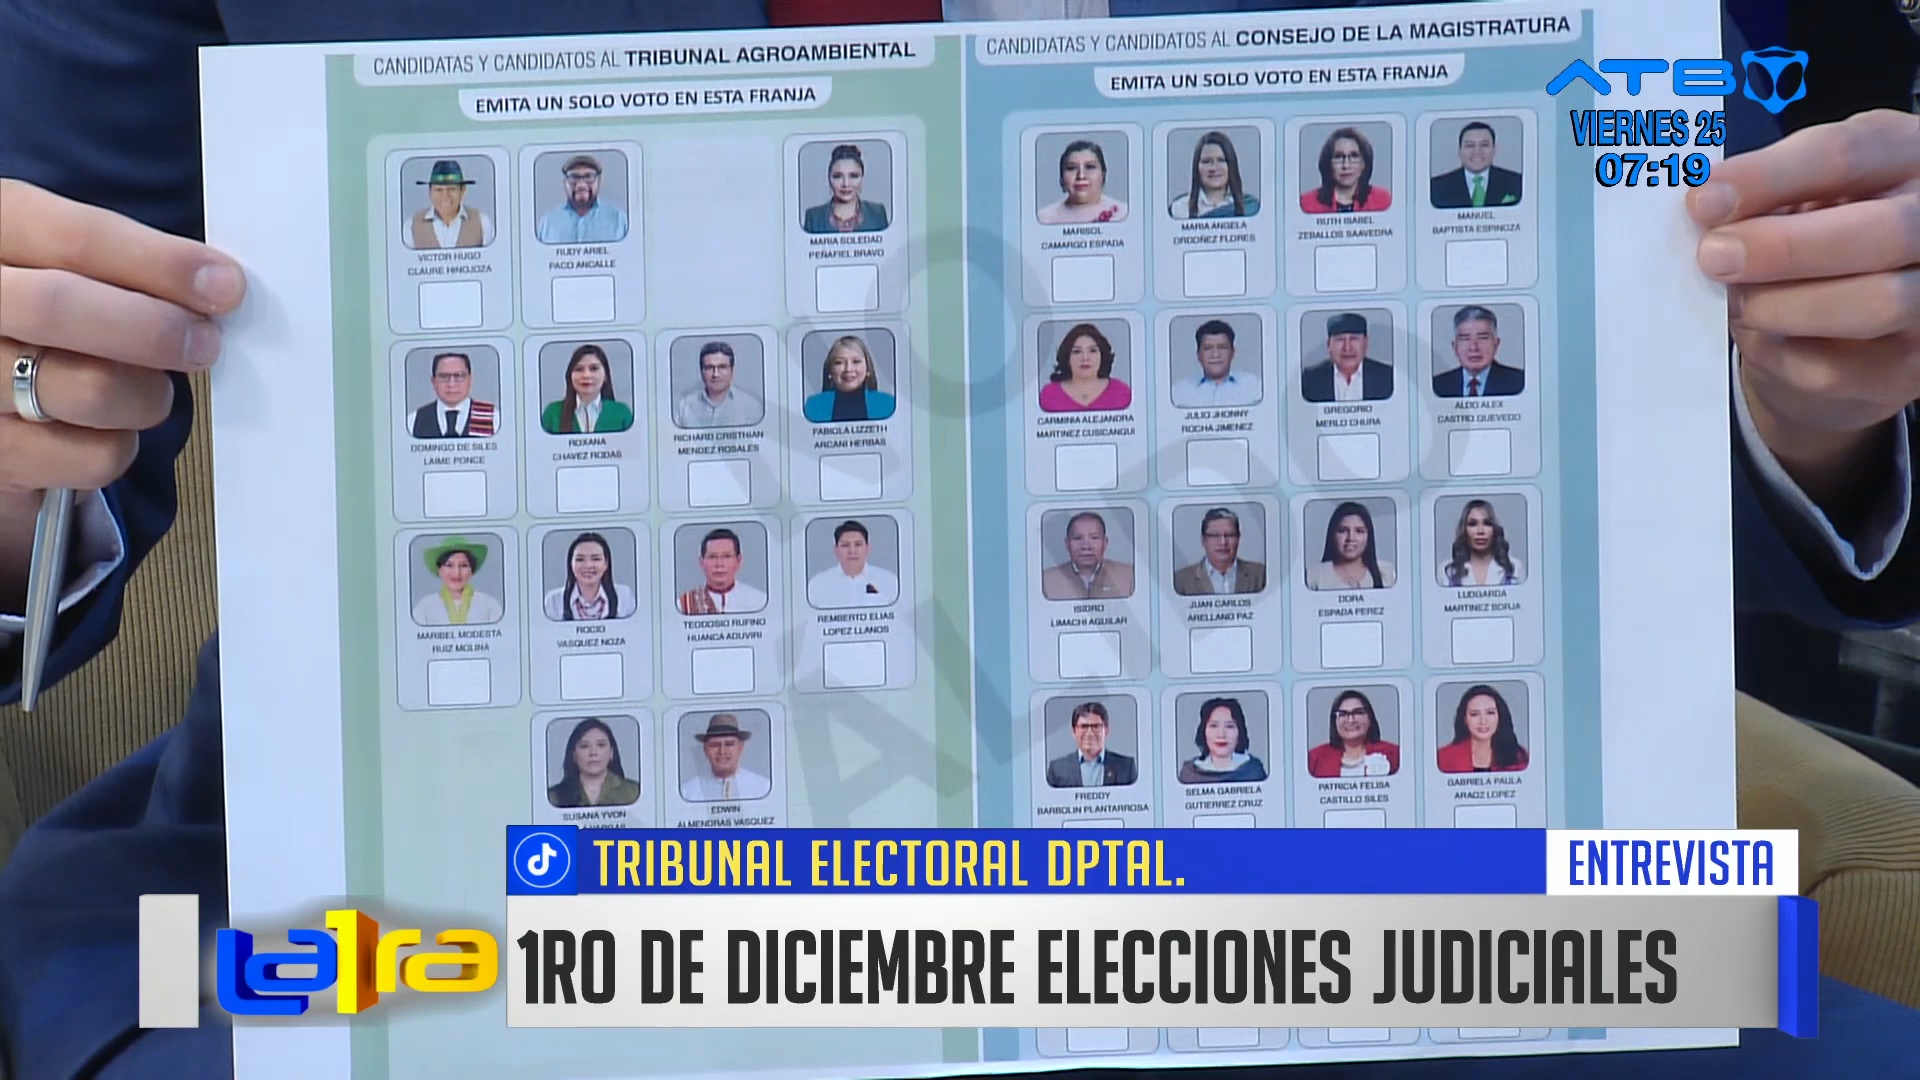 CANDIDATAS Y CANDIDATOS AL TRIBUNAL AGROAMBIENTAL
EMITA UN SOLO VOTO EN ESTA FRANJA
VICTOR HUGO
CLAURE HINOJOZA
RUDY ARIEL
PACO ANCALLE
MARIA SOLEDAD
PEÑAFIEL BRAVO
DOMINGO DE SILES
LAIME PONCE
ROXANA
CHAVEZ RODAS
RICHARD CRISTHIAN
MENDEZ ROSALES
FABIOLA LIZZETH
ARCANI HERBAS
MARIBEL MODESTA
RUIZ MOLINA
ROCIO
VASQUEZ NOZA
TEODOSIO RUFINO
HUANCA ADUVIRI
REMBERTO ELIAS
LOPEZ LLANOS
SUSANA YVON
EDWIN
ALMENDRAS VASQUEZ
CANDIDATAS Y CANDIDATOS AL CONSEJO DE LA MAGISTRATURA
EMITA UN SOLO VOTO EN ESTA FRANJA
MARISOL
CAMARGO ESPADA
MARIA ANGELA
ORDOÑEZ FLORES
RUTH ISABEL
ZEBALLOS SAAVEDRA
MANUEL
BAPTISTA ESPINOZA
CARMINIA ALEJANDRA
MARTINEZ CUSICANQUI
JULIO JHONNY
ROCHA JIMENEZ
GREGORIO
MERLO CHURA
ALDO ALEX
CASTRO QUEVEDO
ISIDRO
LIMACHI AGUILAR
JUAN CARLOS
ARELLANO PAZ
DORA
ESPADA PEREZ
LUDGARDA
MARTINEZ BORJA
FREDDY
BARBOLIN PLANTARROSA
SELMA GABRIELA
GUTIERREZ CRUZ
PATRICIA FELISA
CASTILLO SILES
GABRIELA PAULA
ARAOZ LOPEZ
NO
VALIDO
ATB
VIERNES 25
07:19
TRIBUNAL ELECTORAL DPTAL.
ENTREVISTA
La1ra
1RO DE DICIEMBRE ELECCIONES JUDICIALES